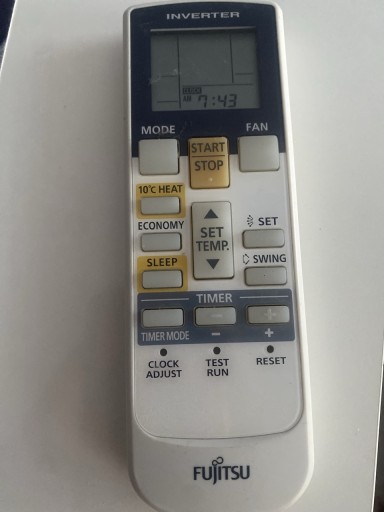 INVERTER
CLOCK
AM 7:43
MODE
FAN
START
STOP
10°C HEAT
ECONOMY
SET
TEMP.
SET
SLEEP
SWING
TIMER
−
+
TIMER MODE
−
+
CLOCK
ADJUST
TEST
RUN
RESET
FUJITSU